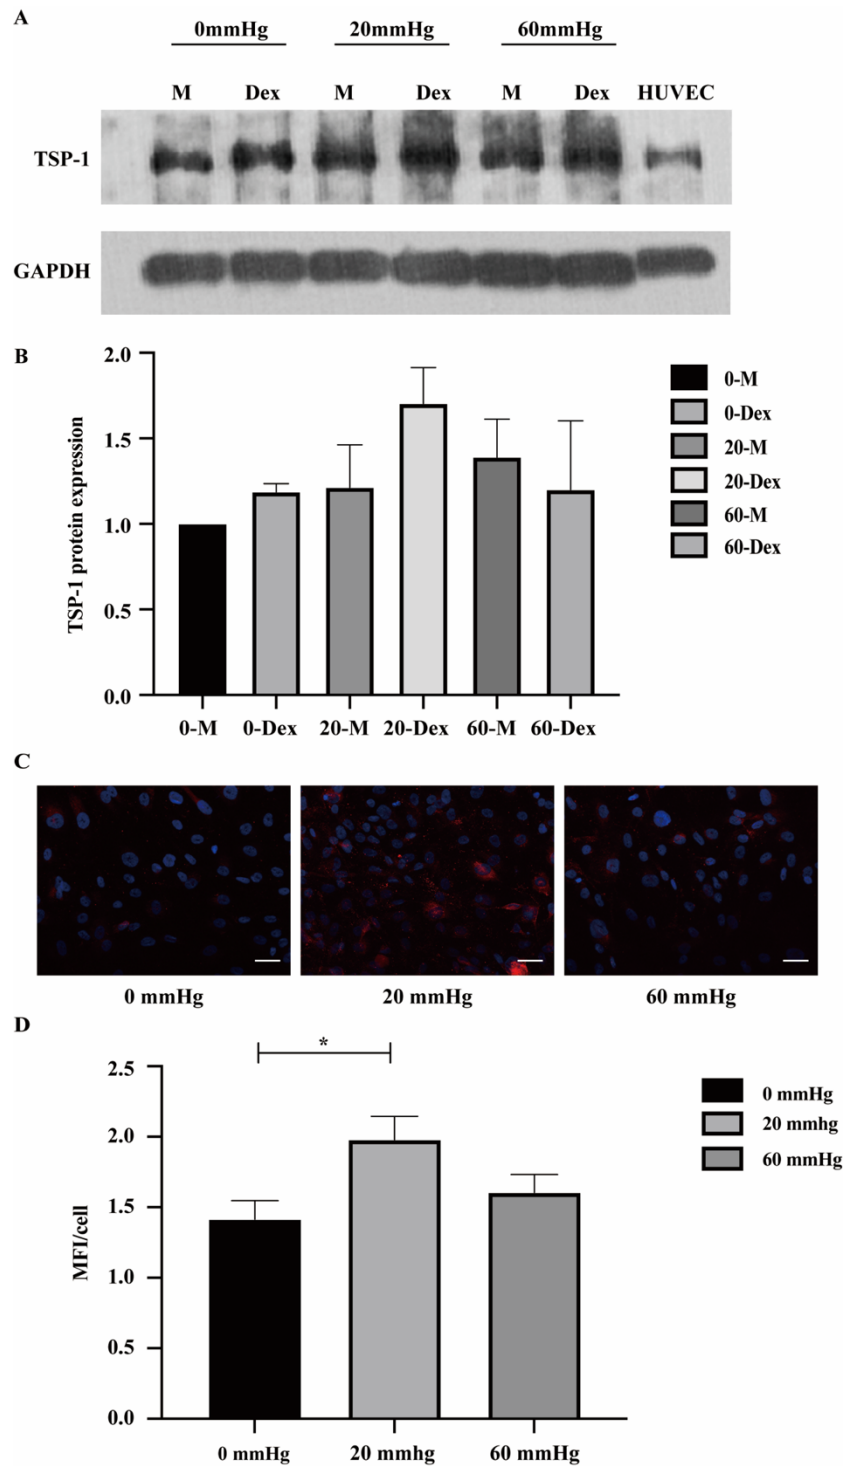 A
0mmHg 20mmHg 60mmHg
M Dex M Dex M Dex HUVEC
TSP-1
GAPDH
B
TSP-1 protein expression
2.0
1.5
1.0
0.5
0.0
0-M 0-Dex 20-M 20-Dex 60-M 60-Dex
0-M
0-Dex
20-M
20-Dex
60-M
60-Dex
C
0 mmHg 20 mmHg 60 mmHg
D
*
MFI/cell
2.5
2.0
1.5
1.0
0.5
0.0
0 mmHg 20 mmhg 60 mmHg
0 mmHg
20 mmhg
60 mmHg